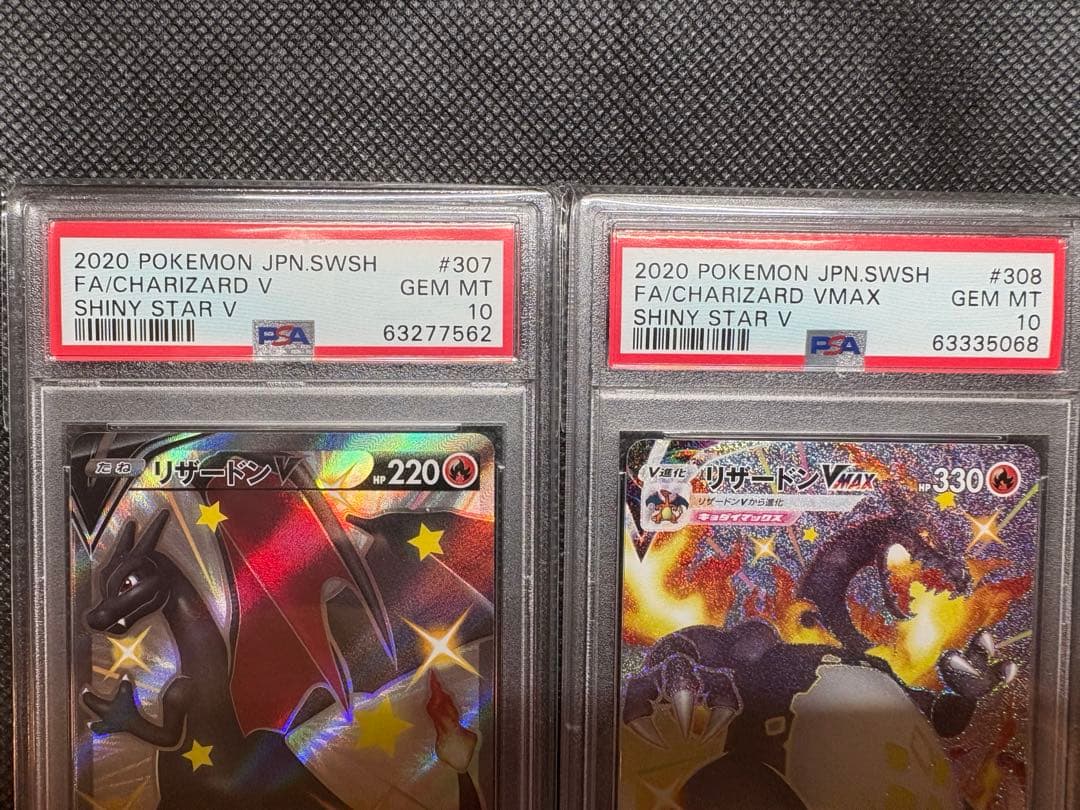 2020 POKEMON JPN.SWSH #307
FA/CHARIZARD V GEM MT
SHINY STAR V 10
PSA 63277562
2020 POKEMON JPN.SWSH #308
FA/CHARIZARD VMAX GEM MT
SHINY STAR V 10
PSA 63335068
たね リザードンV HP220
V進化 リザードンVMAX HP330
リザードンVから進化
キョダイマックス